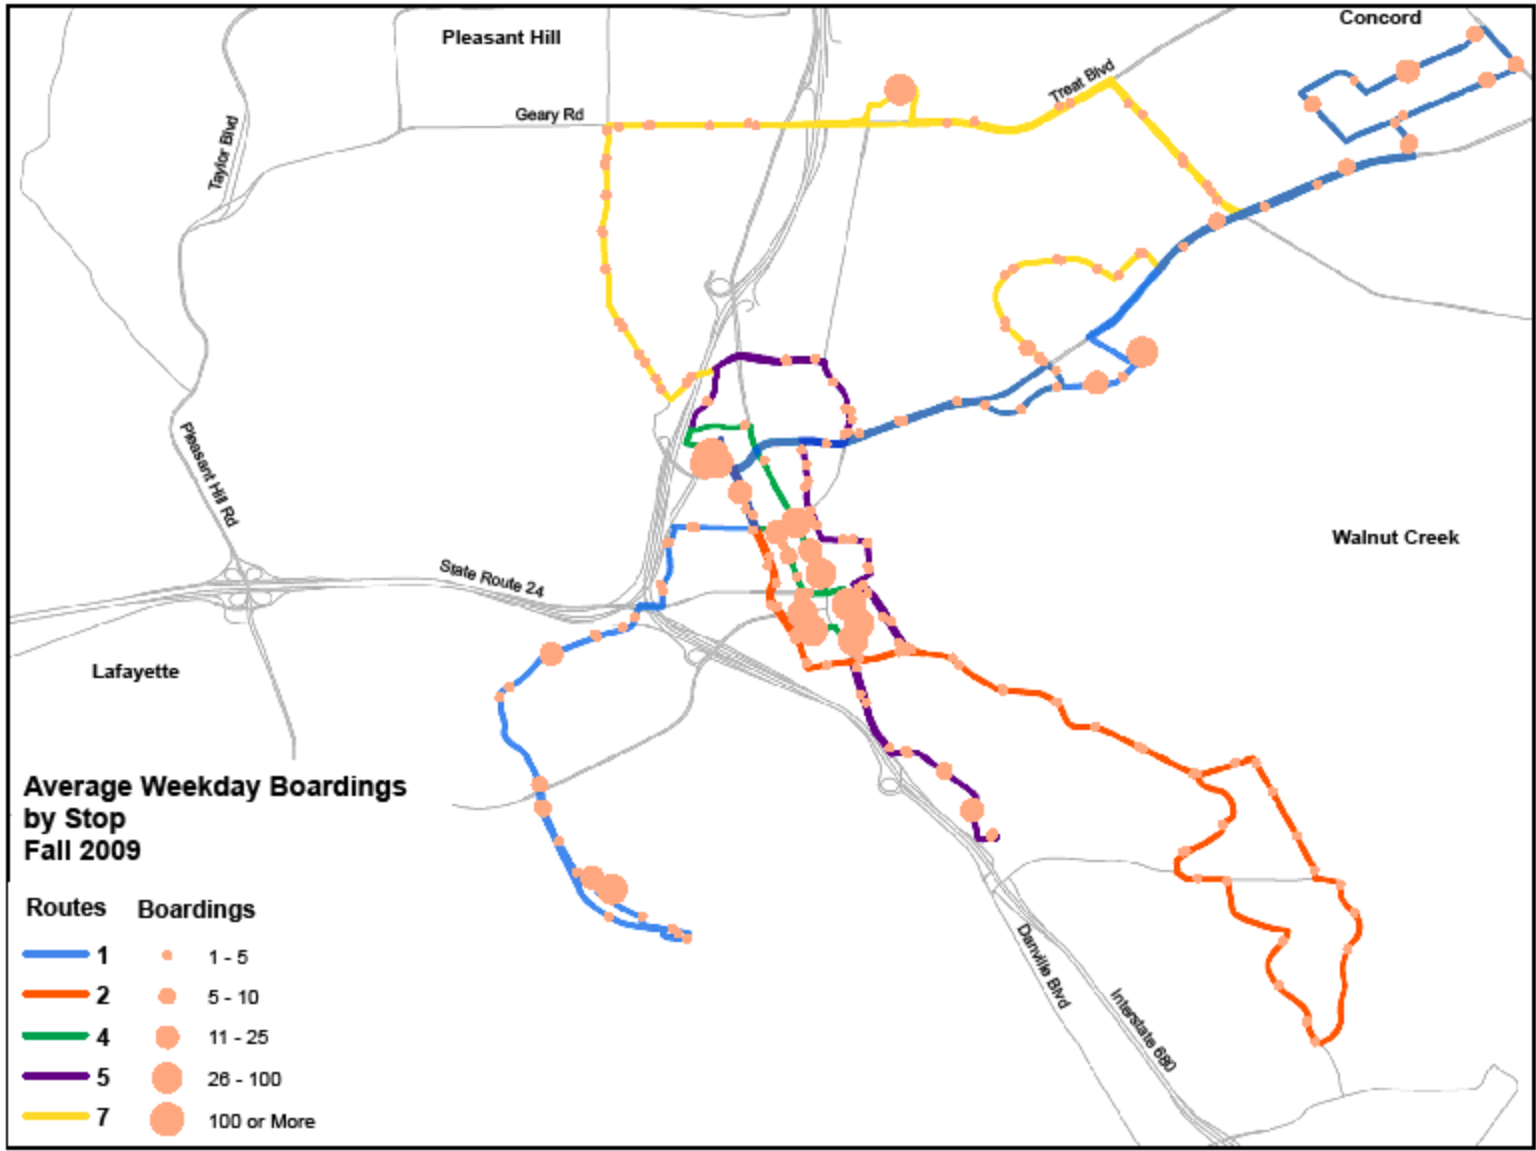 Concord
Pleasant Hill
Treat Blvd
Geary Rd
Taylor Blvd
Pleasant Hill Rd
Walnut Creek
State Route 24
Lafayette
Average Weekday Boardings
by Stop
Fall 2009
Routes Boardings
1 1 - 5
2 5 - 10
4 11 - 25
5 26 - 100
7 100 or More
Danville Blvd
Interstate 680